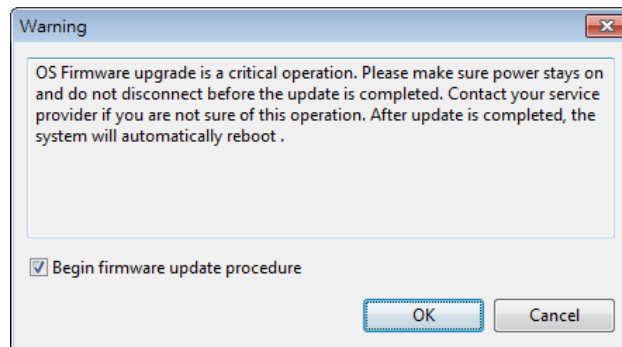 Warning
OS Firmware upgrade is a critical operation. Please make sure power stays on
and do not disconnect before the update is completed. Contact your service
provider if you are not sure of this operation. After update is completed, the
system will automatically reboot .
Begin firmware update procedure
OK Cancel